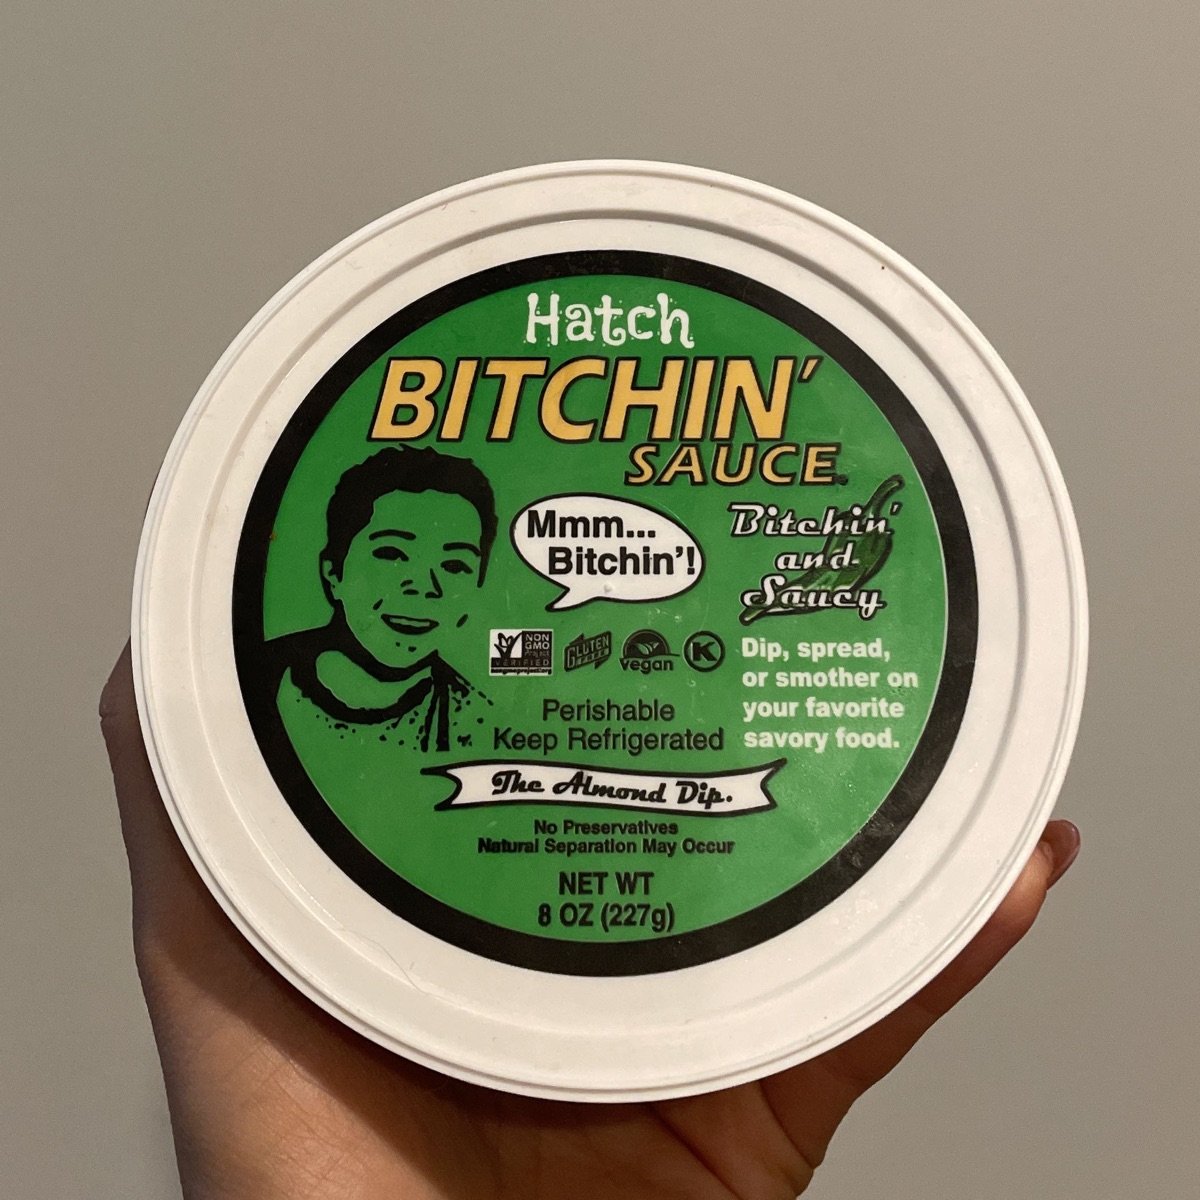 Hatch
BITCHIN'
SAUCE
Mmm...
Bitchin'!
Bitchin'
and
Saucy
NON
GMO
Project
VERIFIED
GLUTEN
FREE
vegan
K
Dip, spread,
or smother on
your favorite
savory food.
Perishable
Keep Refrigerated
The Almond Dip.
No Preservatives
Natural Separation May Occur
NET WT
8 OZ (227g)